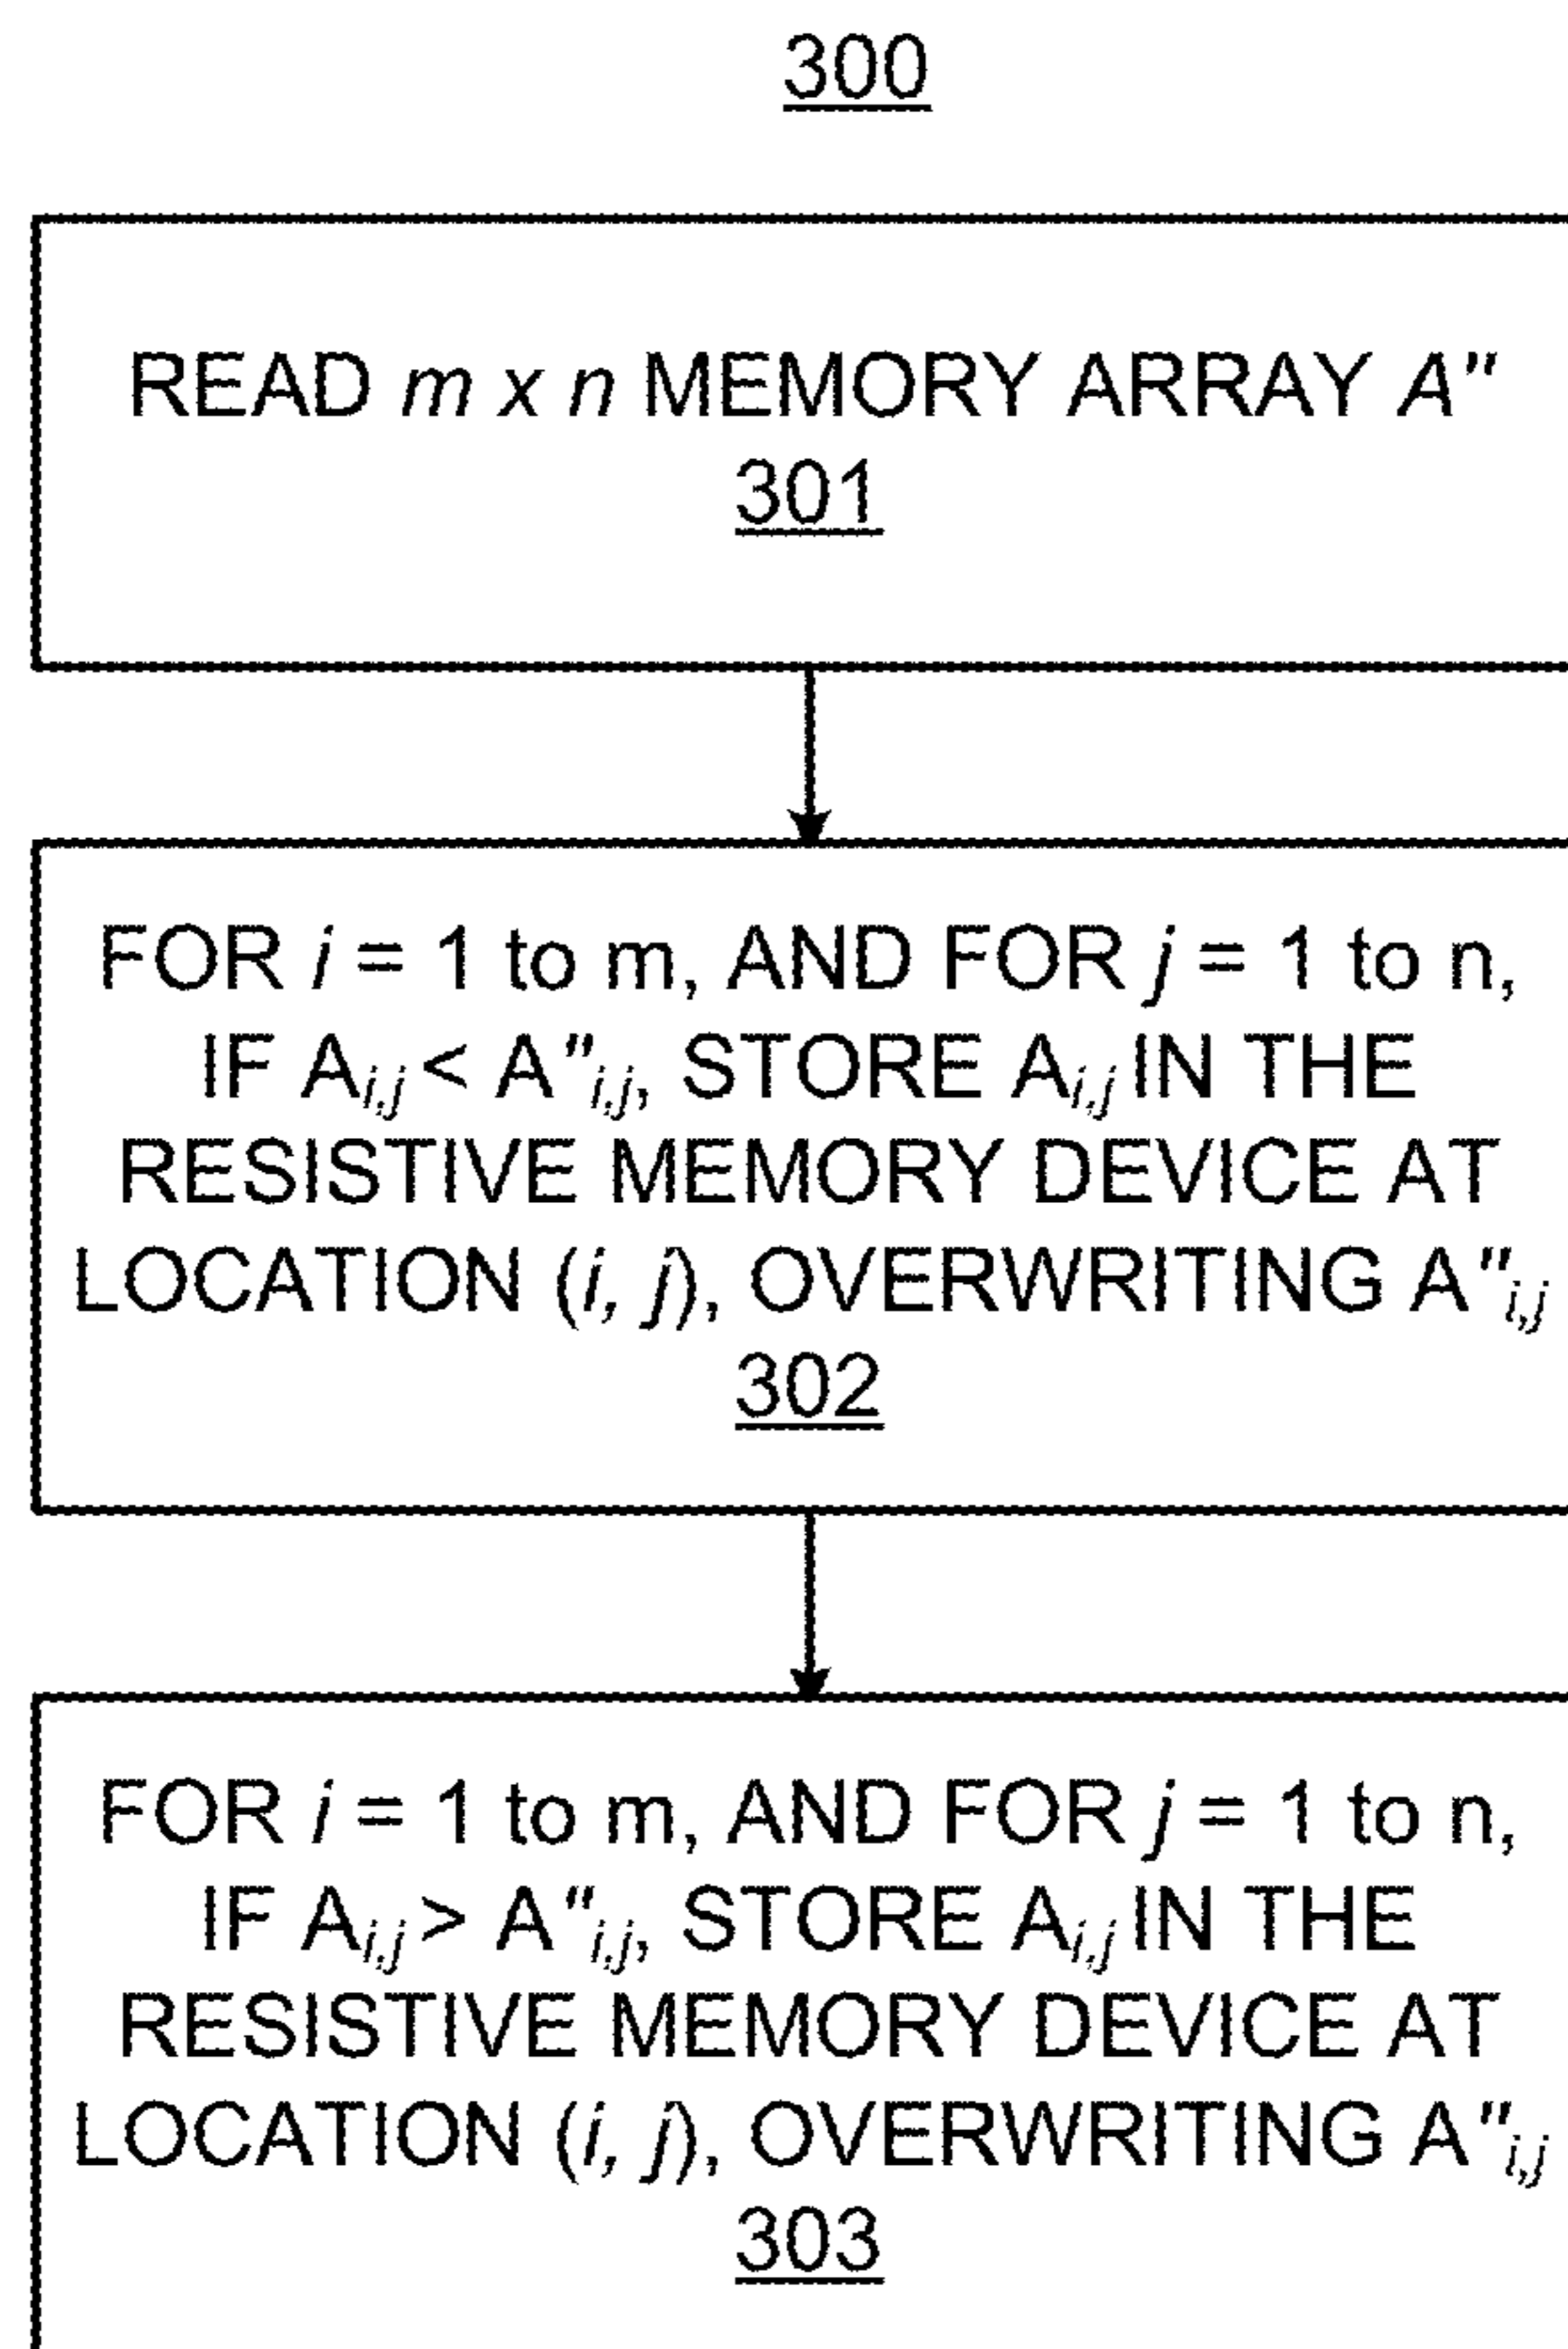 300
READ m x n MEMORY ARRAY A"
301
FOR i = 1 to m, AND FOR j = 1 to n,
IF Ai,j < A"i,j, STORE Ai,j IN THE
RESISTIVE MEMORY DEVICE AT
LOCATION (i, j), OVERWRITING A"i,j
302
FOR i = 1 to m, AND FOR j = 1 to n,
IF Ai,j > A"i,j, STORE Ai,j IN THE
RESISTIVE MEMORY DEVICE AT
LOCATION (i, j), OVERWRITING A"i,j
303